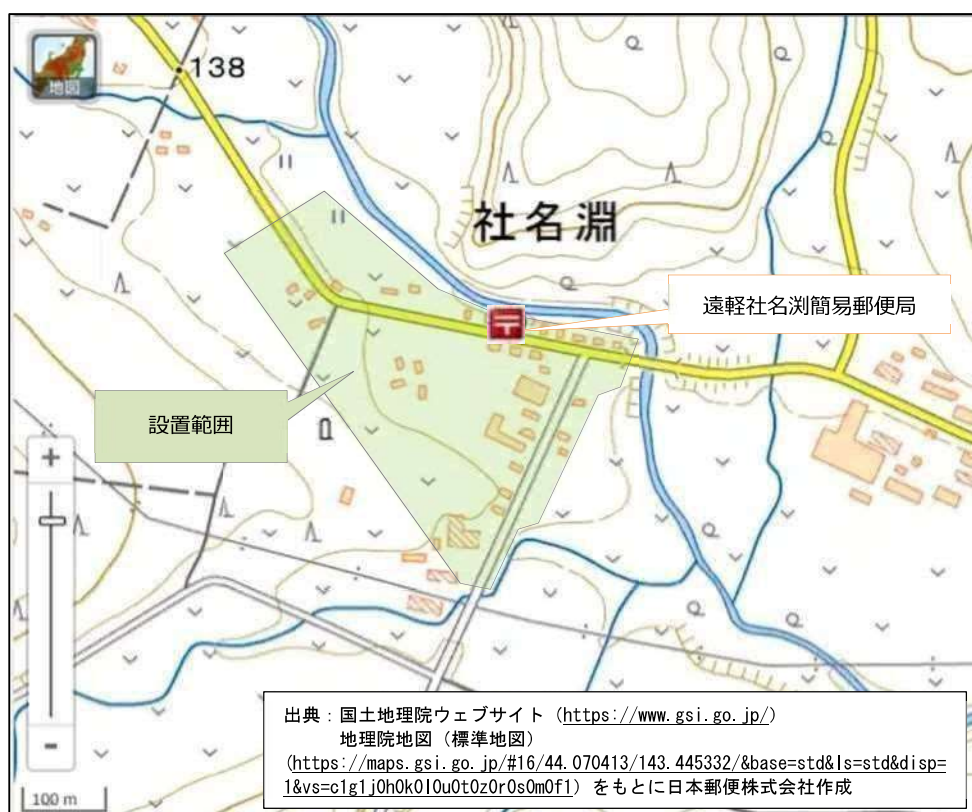 地図
138
社名淵
遠軽社名渕簡易郵便局
〒
設置範囲
+
-
100 m
出典：国土地理院ウェブサイト（https://www.gsi.go.jp/）
地理院地図（標準地図）
（https://maps.gsi.go.jp/#16/44.070413/143.445332/&base=std&ls=std&disp=
1&vs=c1g1j0h0k0l0u0t0z0r0s0m0f1）をもとに日本郵便株式会社作成